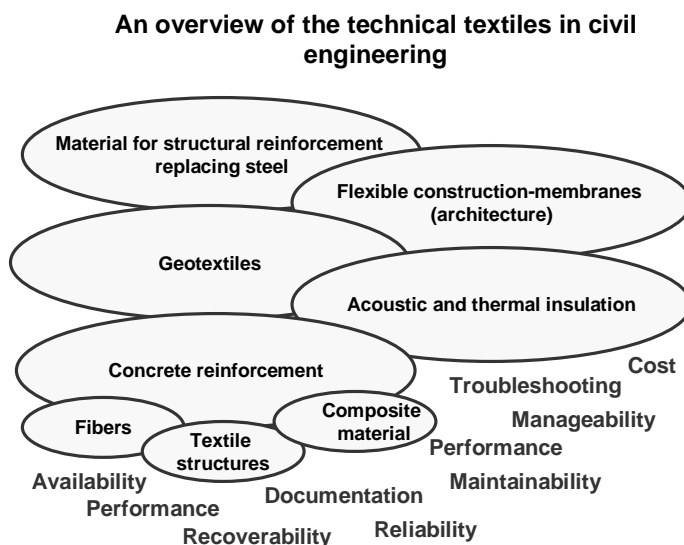 An overview of the technical textiles in civil
engineering
Material for structural reinforcement
replacing steel
Flexible construction-membranes
(architecture)
Geotextiles
Acoustic and thermal insulation
Concrete reinforcement
Cost
Troubleshooting
Composite
material
Manageability
Fibers
Textile
structures
Performance
Availability
Maintainability
Documentation
Performance
Reliability
Recoverability